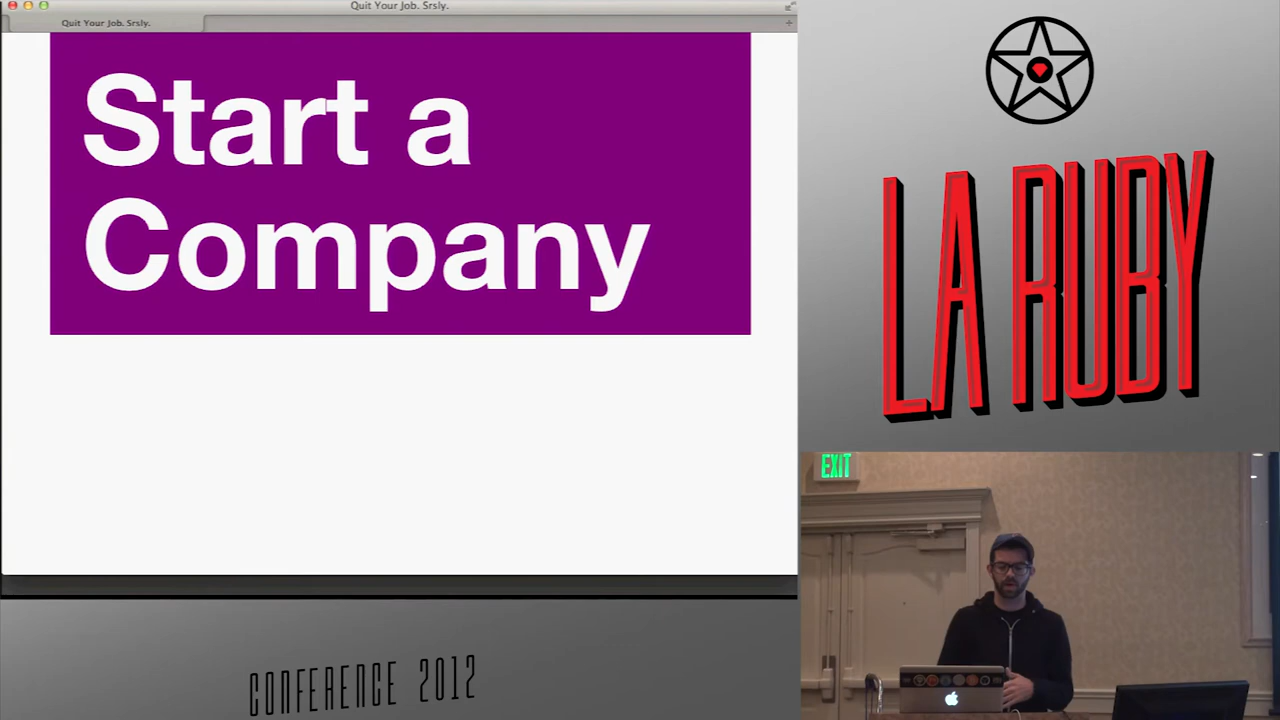 Quit Your Job. Srsly.
Quit Your Job. Srsly.
Start a
Company
LA RUBY
EXIT
CONFERENCE 2012